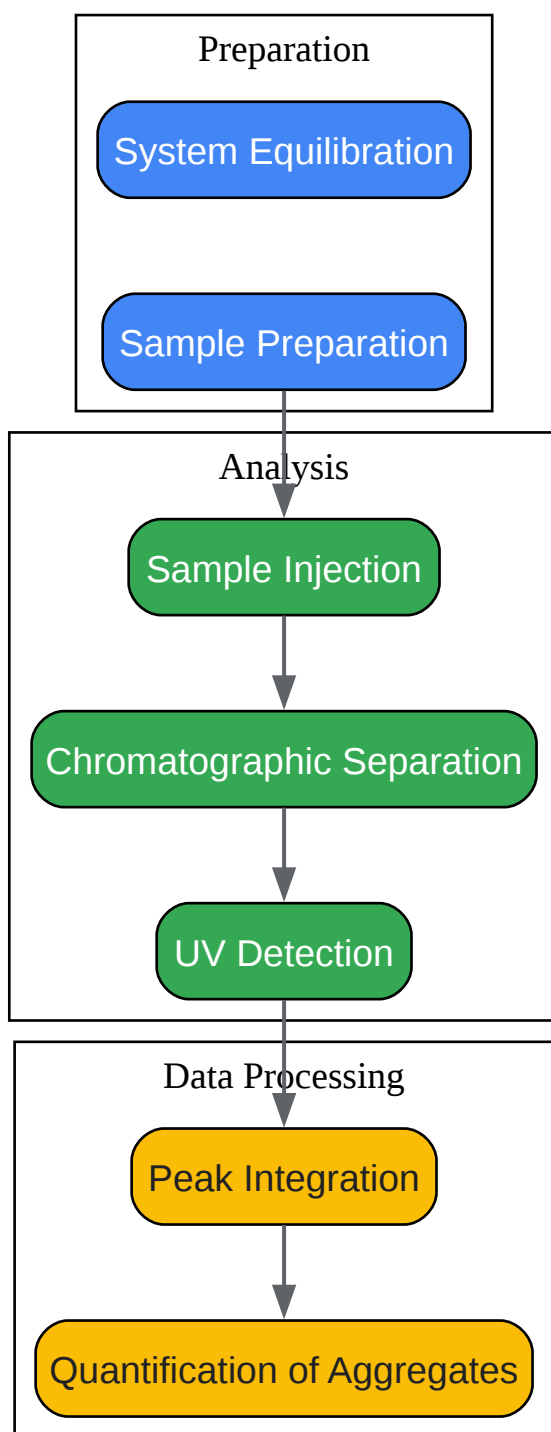 Preparation
System Equilibration
Sample Preparation
Analysis
Sample Injection
Chromatographic Separation
UV Detection
Data Processing
Peak Integration
Quantification of Aggregates